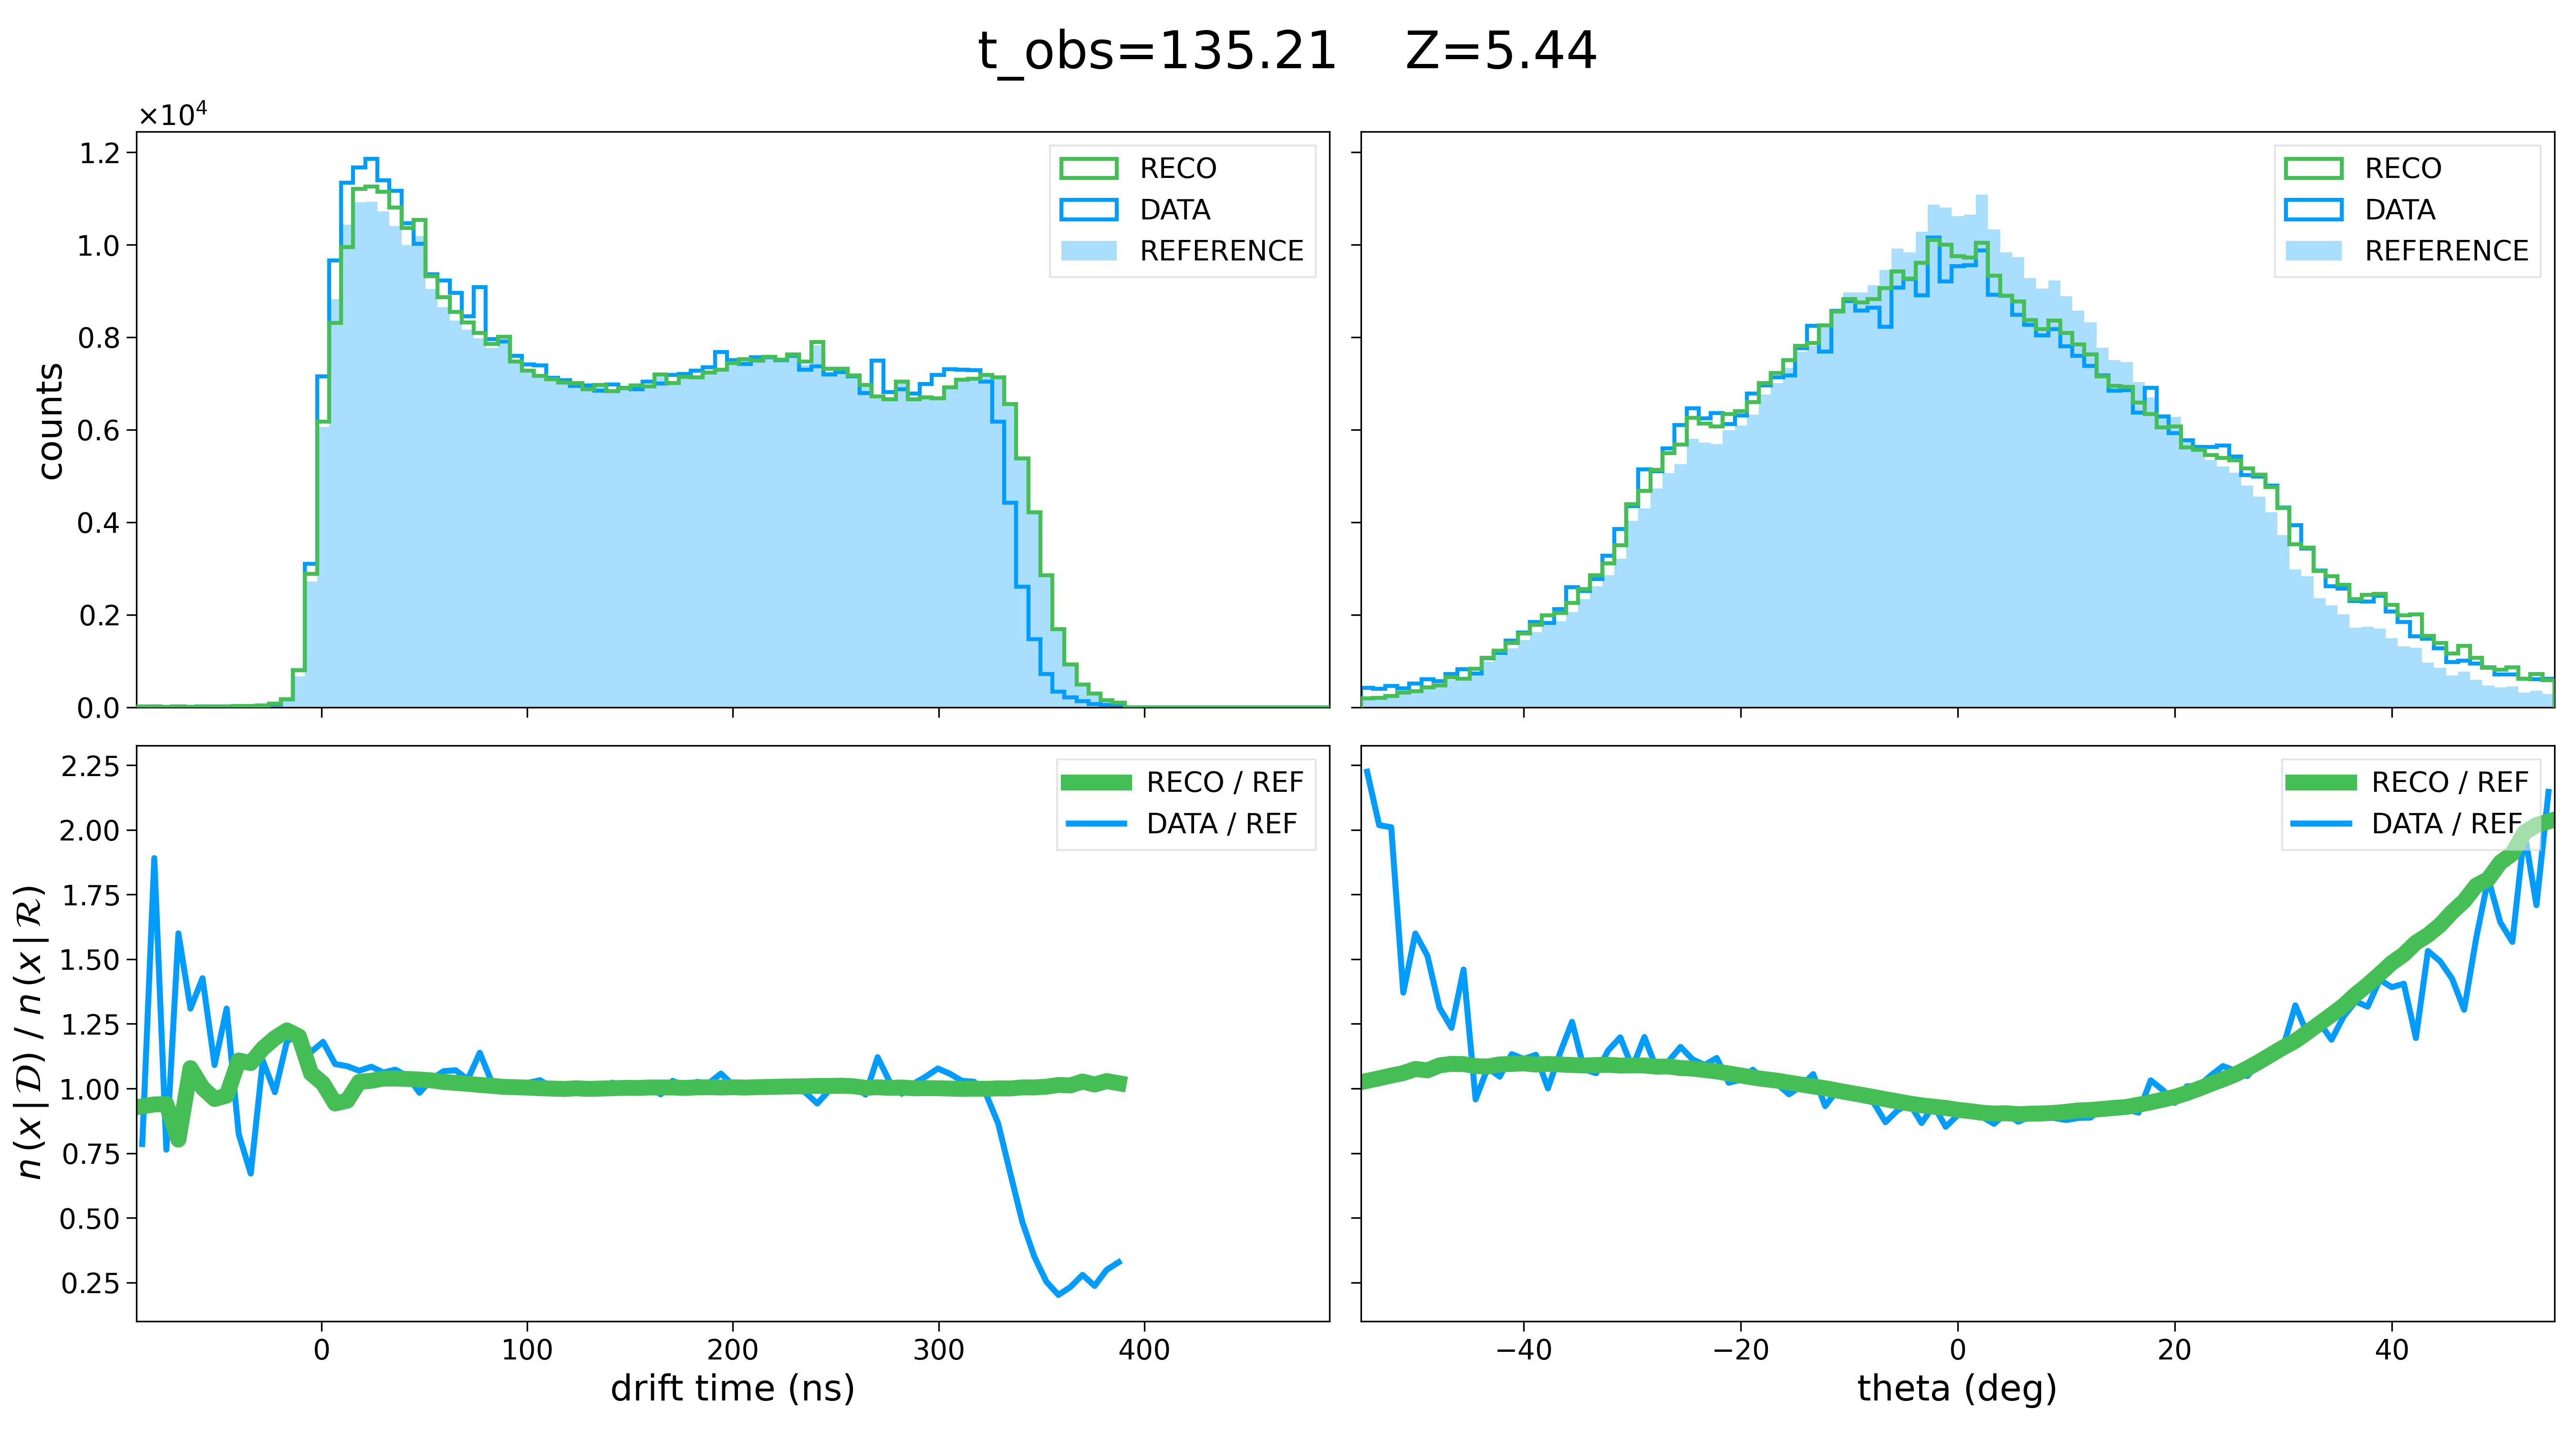 t_obs=135.21    Z=5.44
×10⁴
1.2
1.0
0.8
0.6
0.4
0.2
0.0
counts
RECO
DATA
REFERENCE
RECO
DATA
REFERENCE
2.25
2.00
1.75
1.50
1.25
1.00
0.75
0.50
0.25
n(x|𝒟) / n(x|ℛ)
RECO / REF
DATA / REF
0 100 200 300 400
drift time (ns)
RECO / REF
DATA / REF
−40 −20 0 20 40
theta (deg)